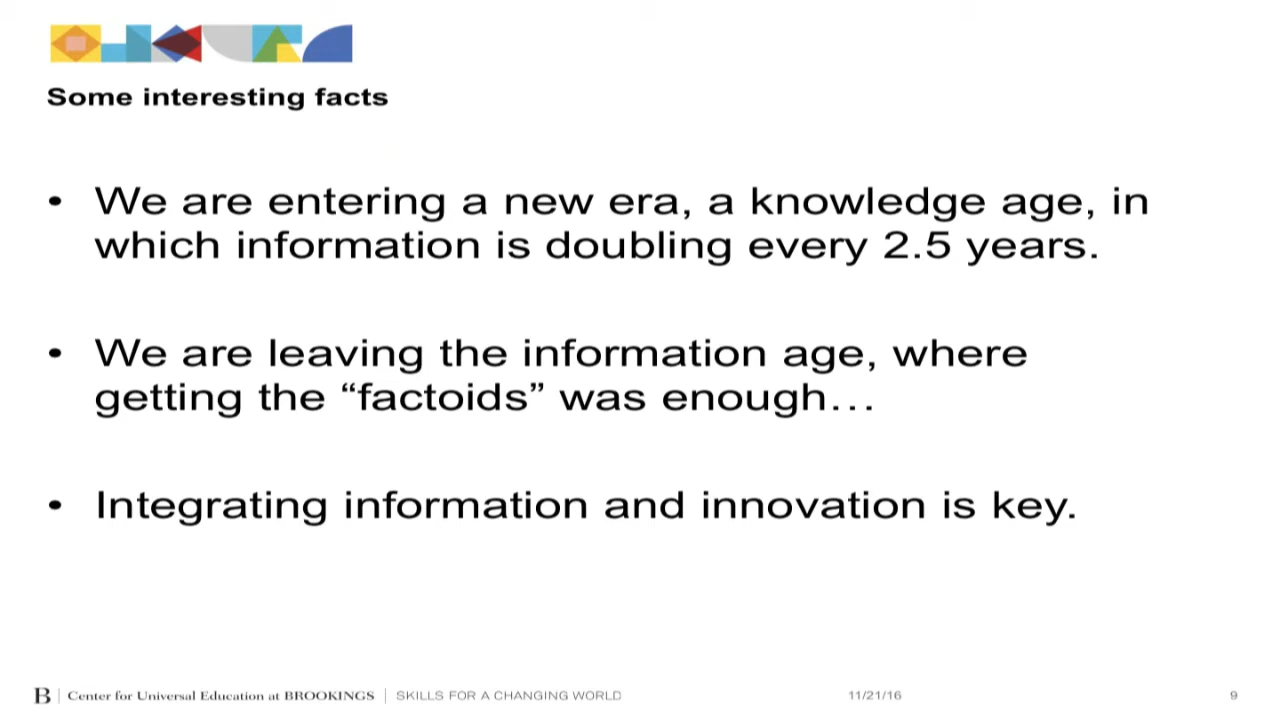 Some interesting facts
• We are entering a new era, a knowledge age, in
which information is doubling every 2.5 years.
• We are leaving the information age, where
getting the “factoids” was enough…
• Integrating information and innovation is key.
B | Center for Universal Education at BROOKINGS | SKILLS FOR A CHANGING WORLD 11/21/16 9